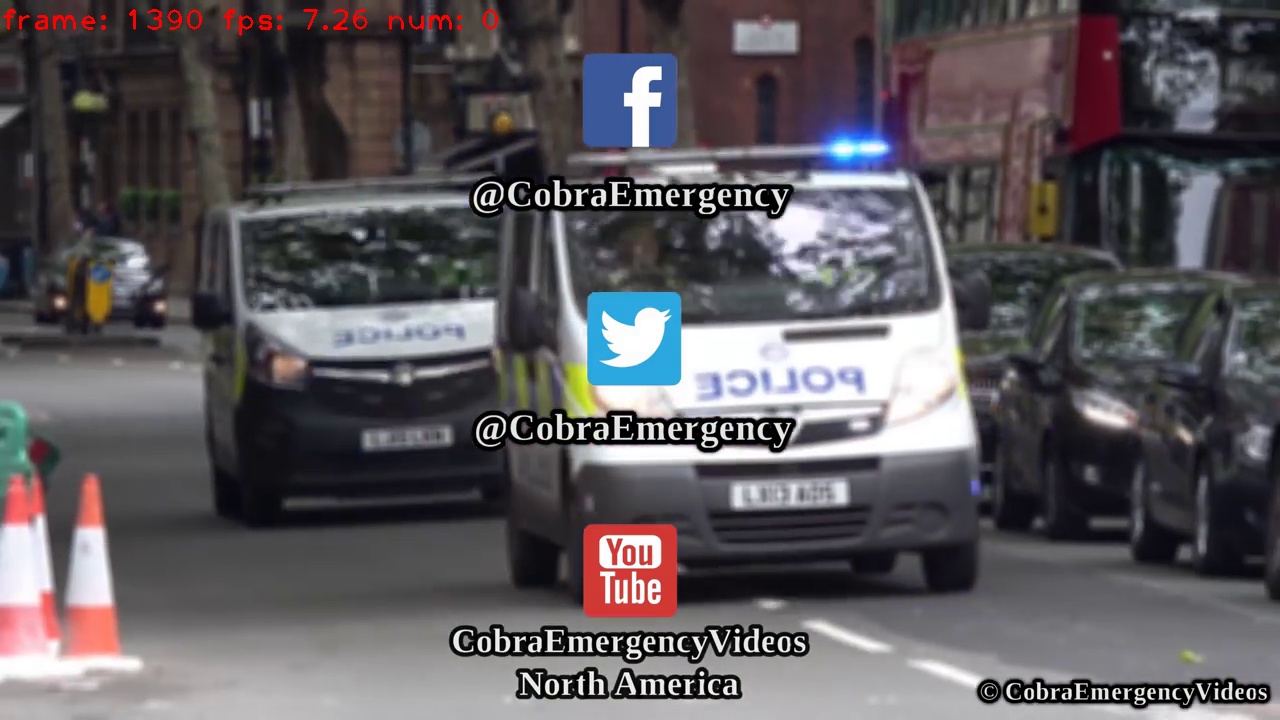 frame: 1390 fps: 7.26 num: 0
f
@CobraEmergency
@CobraEmergency
POLICE
POLICE
You
Tube
CobraEmergencyVideos
North America
© CobraEmergencyVideos